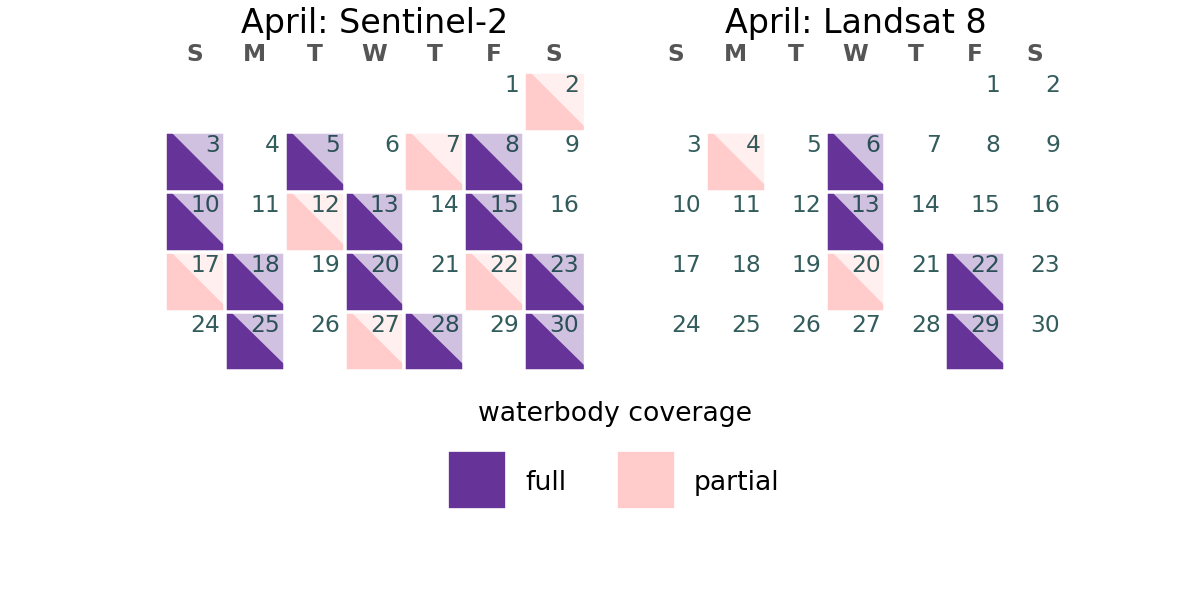 April: Sentinel-2
S M T W T F S
1 2
3 4 5 6 7 8 9
10 11 12 13 14 15 16
17 18 19 20 21 22 23
24 25 26 27 28 29 30
April: Landsat 8
S M T W T F S
1 2
3 4 5 6 7 8 9
10 11 12 13 14 15 16
17 18 19 20 21 22 23
24 25 26 27 28 29 30
waterbody coverage
full partial